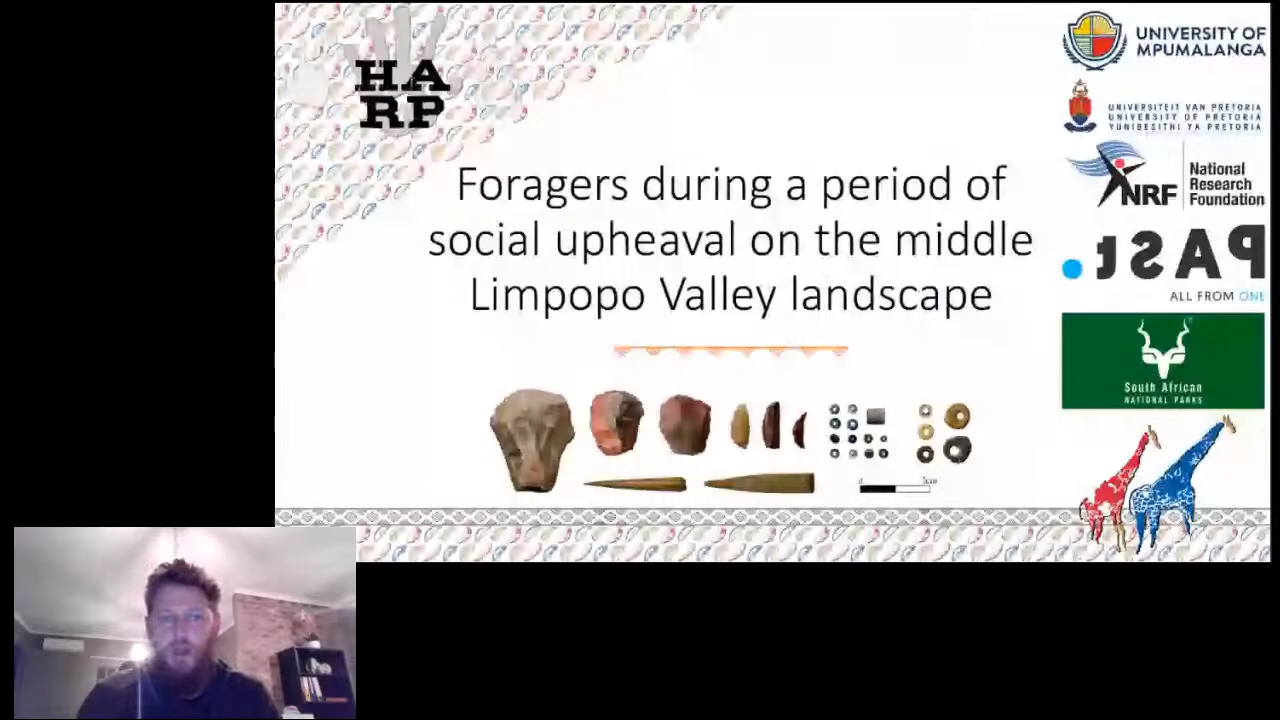 HA
RP
Foragers during a period of
social upheaval on the middle
Limpopo Valley landscape
UNIVERSITY OF
MPUMALANGA
UNIVERSITEIT VAN PRETORIA
UNIVERSITY OF PRETORIA
YUNIBESITHI YA PRETORIA
NRF
National
Research
Foundation
PAST
ALL FROM ONE
South African
NATIONAL PARKS